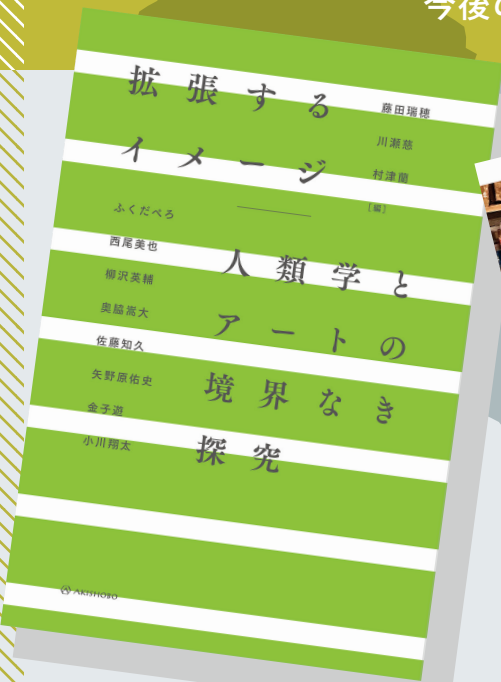 今後の
拡張する
イメージ
人類学と
アートの
境界なき
探究
藤田瑞穂
川瀬慈
村津蘭
[編]
ふくだぺろ
西尾美也
柳沢英輔
奥脇嵩大
佐藤知久
矢野原佑史
金子遊
小川翔太
AKISHOBO